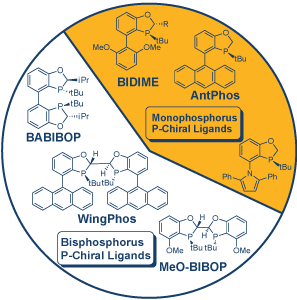 O
R
P
tBu
MeO
OMe
BIDIME
O
P
tBu
AntPhos
Monophosphorus
P-Chiral Ligands
O
P
tBu
Ph
N
Ph
O
iPr
P
tBu
tBu
P
iPr
O
BABIBOP
O
H
O
P
H
P
tBu
tBu
WingPhos
Bisphosphorus
P-Chiral Ligands
O
H
O
P
H
P
OMe
tBu
tBu
OMe
MeO-BIBOP